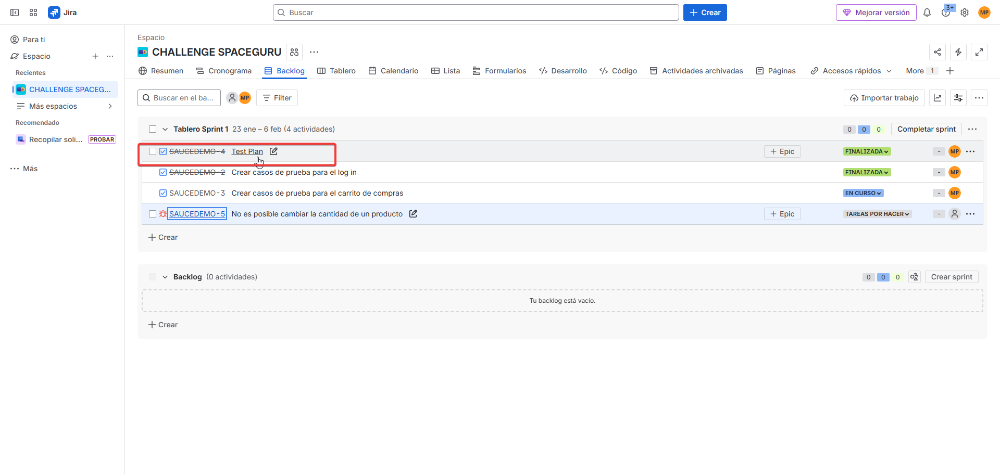 Jira
Buscar
Crear
Mejorar versión
3+
MP
Para ti
Espacio
Recientes
CHALLENGE SPACEG...
Más espacios
Recomendado
Recopilar soli...
PROBAR
Más
Espacio
CHALLENGE SPACEGURU
Resumen
Cronograma
Backlog
Tablero
Calendario
Lista
Formularios
Desarrollo
Código
Actividades archivadas
Páginas
Accesos rápidos
More 1
Buscar en el ba...
MP
Filter
Importar trabajo
Tablero Sprint 1 23 ene – 6 feb (4 actividades)
0 0 0
Completar sprint
SAUCEDEMO-4 Test Plan
Epic
FINALIZADA
-
MP
SAUCEDEMO-2 Crear casos de prueba para el log in
FINALIZADA
-
MP
SAUCEDEMO-3 Crear casos de prueba para el carrito de compras
EN CURSO
-
MP
SAUCEDEMO-5 No es posible cambiar la cantidad de un producto
Epic
TAREAS POR HACER
-
Crear
Backlog (0 actividades)
0 0 0
Crear sprint
Tu backlog está vacío.
Crear